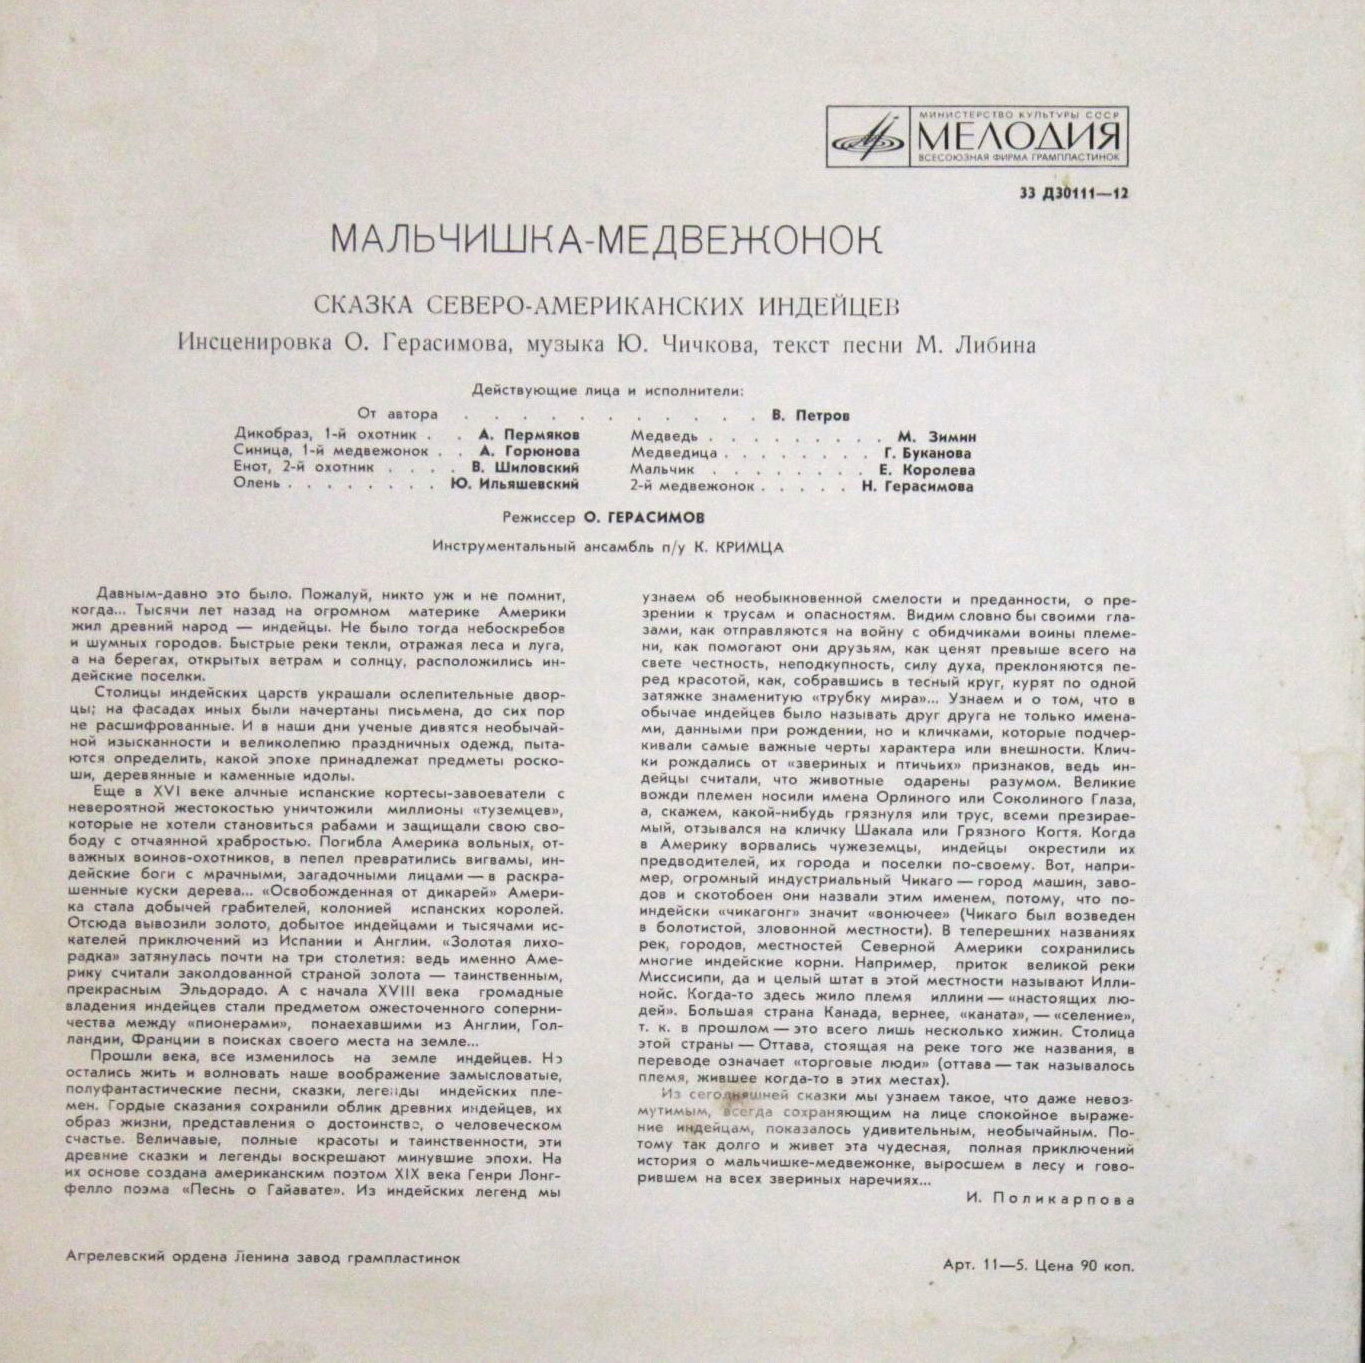 МИНИСТЕРСТВО КУЛЬТУРЫ СССР
МЕЛОДИЯ
ВСЕСОЮЗНАЯ ФИРМА ГРАМПЛАСТИНОК
33 Д30111—12
МАЛЬЧИШКА-МЕДВЕЖОНОК
СКАЗКА СЕВЕРО-АМЕРИКАНСКИХ ИНДЕЙЦЕВ
Инсценировка О. Герасимова, музыка Ю. Чичкова, текст песни М. Либина
Действующие лица и исполнители:
От автора . . . . . . . . . . . . В. Петров
Дикобраз, 1-й охотник . . А. Пермяков
Синица, 1-й медвежонок . . А. Горюнова
Енот, 2-й охотник . . . . В. Шиловский
Олень . . . . . . . . Ю. Ильяшевский
Медведь . . . . . . . . . М. Зимин
Медведица . . . . . . . . Г. Буканова
Мальчик . . . . . . . . Е. Королева
2-й медвежонок . . . . . Н. Герасимова
Режиссер О. ГЕРАСИМОВ
Инструментальный ансамбль п/у К. КРИМЦА
Давным-давно это было. Пожалуй, никто уж и не помнит,
когда... Тысячи лет назад на огромном материке Америки
жил древний народ — индейцы. Не было тогда небоскребов
и шумных городов. Быстрые реки текли, отражая леса и луга,
а на берегах, открытых ветрам и солнцу, расположились ин-
дейские поселки.
Столицы индейских царств украшали ослепительные двор-
цы; на фасадах иных были начертаны письмена, до сих пор
не расшифрованные. И в наши дни ученые дивятся необычай-
ной изысканности и великолепию праздничных одежд, пыта-
ются определить, какой эпохе принадлежат предметы роско-
ши, деревянные и каменные идолы.
Еще в XVI веке алчные испанские кортесы-завоеватели с
невероятной жестокостью уничтожили миллионы «туземцев»,
которые не хотели становиться рабами и защищали свою сво-
боду с отчаянной храбростью. Погибла Америка вольных, от-
важных воинов-охотников, в пепел превратились вигвамы, ин-
дейские боги с мрачными, загадочными лицами — в раскра-
шенные куски дерева... «Освобожденная от дикарей» Амери-
ка стала добычей грабителей, колонией испанских королей.
Отсюда вывозили золото, добытое индейцами и тысячами ис-
кателей приключений из Испании и Англии. «Золотая лихо-
радка» затянулась почти на три столетия: ведь именно Аме-
рику считали заколдованной страной золота — таинственным,
прекрасным Эльдорадо. А с начала XVIII века громадные
владения индейцев стали предметом ожесточенного соперни-
чества между «пионерами», понаехавшими из Англии, Гол-
ландии, Франции в поисках своего места на земле...
Прошли века, все изменилось на земле индейцев. Но
остались жить и волновать наше воображение замысловатые,
полуфантастические песни, сказки, легенды индейских пле-
мен. Гордые сказания сохранили облик древних индейцев, их
образ жизни, представления о достоинстве, о человеческом
счастье. Величавые, полные красоты и таинственности, эти
древние сказки и легенды воскрешают минувшие эпохи. На
их основе создана американским поэтом XIX века Генри Лонг-
фелло поэма «Песнь о Гайавате». Из индейских легенд мы
узнаем об необыкновенной смелости и преданности, о пре-
зрении к трусам и опасностям. Видим словно бы своими гла-
зами, как отправляются на войну с обидчиками воины племе-
ни, как помогают они друзьям, как ценят превыше всего на
свете честность, неподкупность, силу духа, преклоняются пе-
ред красотой, как, собравшись в тесный круг, курят по одной
затяжке знаменитую «трубку мира»... Узнаем и о том, что в
обычае индейцев было называть друг друга не только имена-
ми, данными при рождении, но и кличками, которые подчер-
кивали самые важные черты характера или внешности. Клич-
ки рождались от «звериных и птичьих» признаков, ведь ин-
дейцы считали, что животные одарены разумом. Великие
вожди племен носили имена Орлиного или Соколиного Глаза,
а, скажем, какой-нибудь грязнуля или трус, всеми презирае-
мый, отзывался на кличку Шакала или Грязного Когтя. Когда
в Америку ворвались чужеземцы, индейцы окрестили их
предводителей, их города и поселки по-своему. Вот, напри-
мер, огромный индустриальный Чикаго — город машин, заво-
дов и скотобоен они назвали этим именем, потому, что по-
индейски «чикагонг» значит «вонючее» (Чикаго был возведен
в болотистой, зловонной местности). В теперешних названиях
рек, городов, местностей Северной Америки сохранились
многие индейские корни. Например, приток великой реки
Миссисипи, да и целый штат в этой местности называют Илли-
нойс. Когда-то здесь жило племя иллини — «настоящих лю-
дей». Большая страна Канада, вернее, «каната», — «селение»,
т. к. в прошлом — это всего лишь несколько хижин. Столица
этой страны — Оттава, стоящая на реке того же названия, в
переводе означает «торговые люди» (оттава — так называлось
племя, жившее когда-то в этих местах).
Из сегодняшней сказки мы узнаем такое, что даже невоз-
мутимым, всегда сохраняющим на лице спокойное выраже-
ние индейцам, показалось удивительным, необычайным. По-
тому так долго и живет эта чудесная, полная приключений
история о мальчишке-медвежонке, выросшем в лесу и гово-
рившем на всех звериных наречиях...
И. Поликарпова
Апрелевский ордена Ленина завод грампластинок
Арт. 11—5. Цена 90 коп.